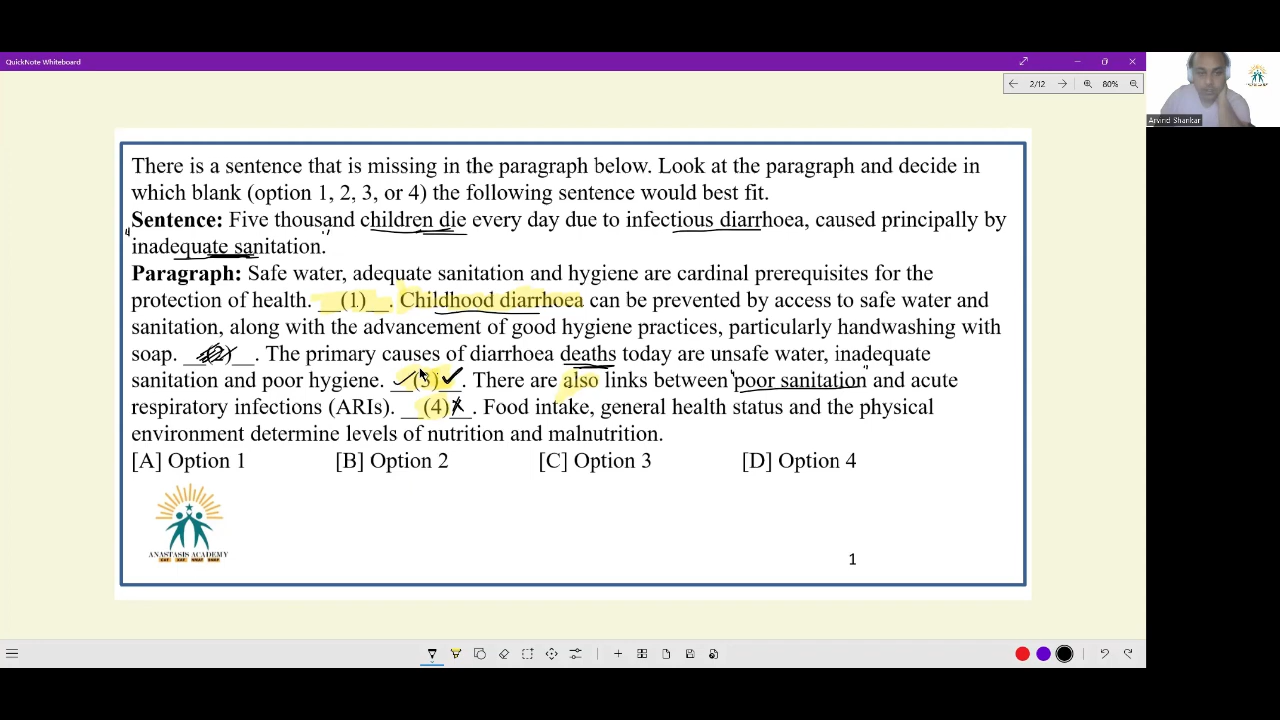 QuickNote Whiteboard
2/12
80%
Arvind Shankar
There is a sentence that is missing in the paragraph below. Look at the paragraph and decide in
which blank (option 1, 2, 3, or 4) the following sentence would best fit.
Sentence: Five thousand children die every day due to infectious diarrhoea, caused principally by
inadequate sanitation.
Paragraph: Safe water, adequate sanitation and hygiene are cardinal prerequisites for the
protection of health. __(1)__. Childhood diarrhoea can be prevented by access to safe water and
sanitation, along with the advancement of good hygiene practices, particularly handwashing with
soap. __(2)__. The primary causes of diarrhoea deaths today are unsafe water, inadequate
sanitation and poor hygiene. __(3)__. There are also links between poor sanitation and acute
respiratory infections (ARIs). __(4)__. Food intake, general health status and the physical
environment determine levels of nutrition and malnutrition.
[A] Option 1 [B] Option 2 [C] Option 3 [D] Option 4
ANASTASIS ACADEMY
1